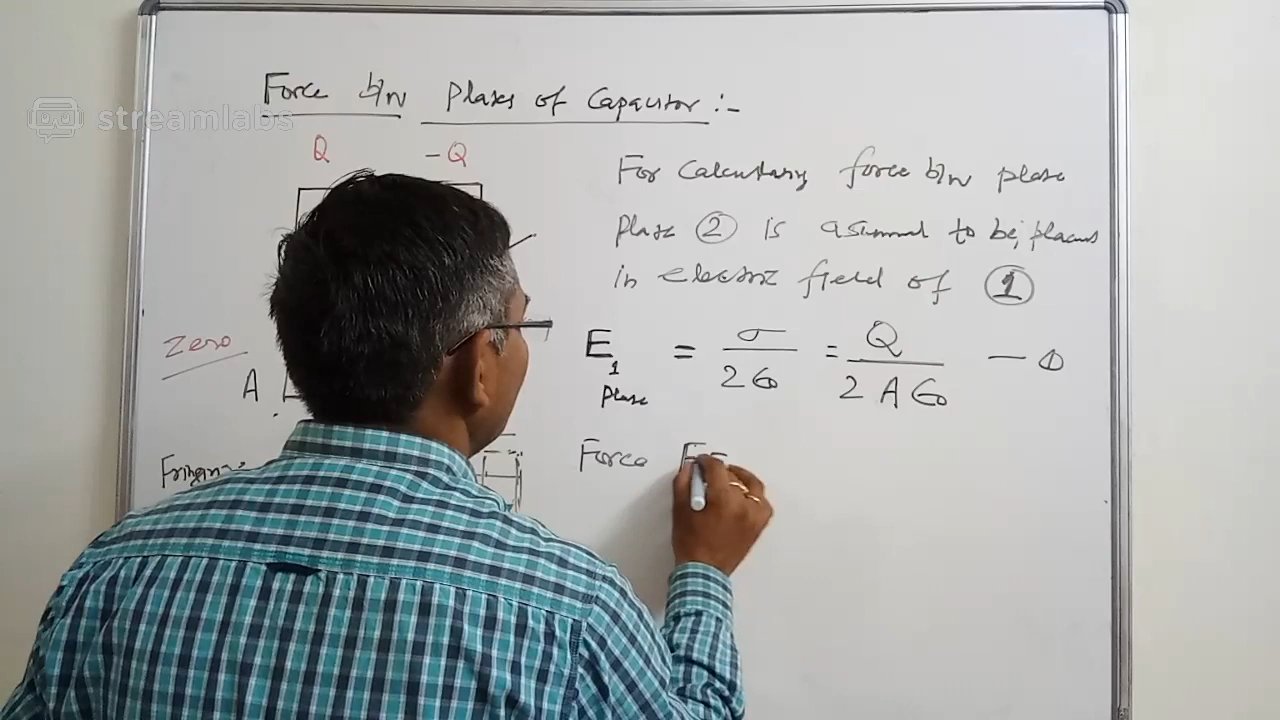 streamlabs
Force b/w Plates of Capacitor :-
Q -Q
For Calculating force b/w plate
Plate ② is assumed to be placed
in electric field of ①
Zero
E₁ plate = σ / 2ε₀ = Q / 2Aε₀ — ①
A
Force F =